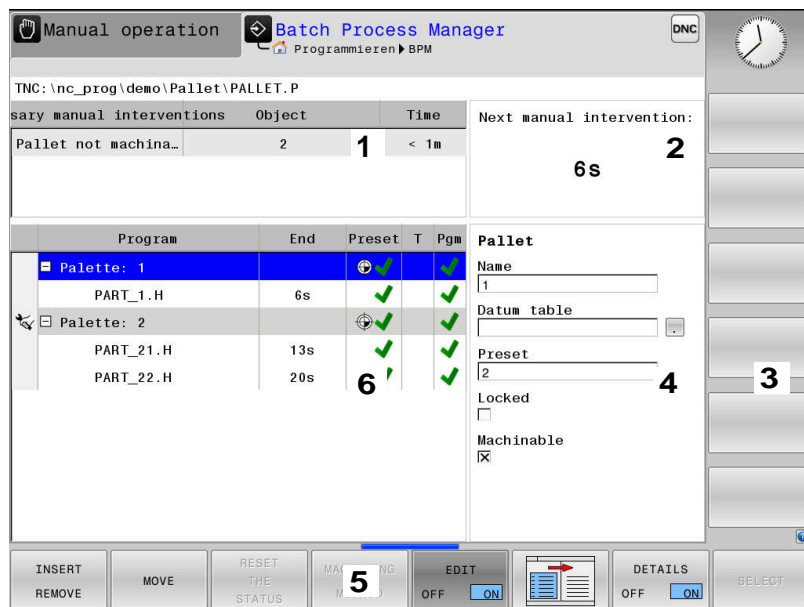 Manual operation
Batch Process Manager
DNC
Programmieren BPM
TNC:\nc_prog\demo\Pallet\PALLET.P
sary manual interventions Object Time
Pallet not machina… 2 1 < 1m
Next manual intervention:
2
6s
Program End Preset T Pgm
Palette: 1
PART_1.H 6s
Palette: 2
PART_21.H 13s
PART_22.H 20s
6
Pallet
Name
1
Datum table
.
Preset
2
4
Locked
Machinable
3
INSERT
REMOVE
MOVE
RESET
THE
STATUS
5
EDIT
OFF ON
DETAILS
OFF ON
SELECT